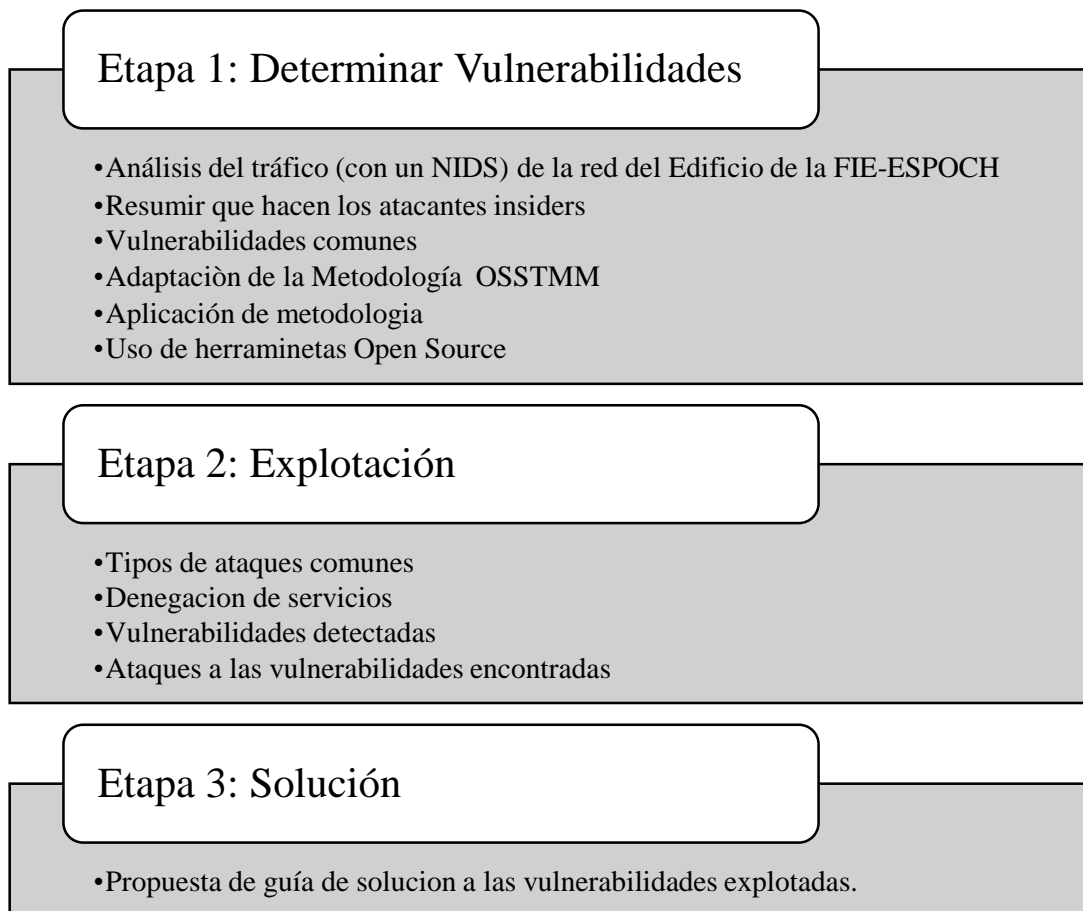 Etapa 1: Determinar Vulnerabilidades
•Análisis del tráfico (con un NIDS) de la red del Edificio de la FIE-ESPOCH
•Resumir que hacen los atacantes insiders
•Vulnerabilidades comunes
•Adaptaciòn de la Metodología OSSTMM
•Aplicación de metodologia
•Uso de herraminetas Open Source
Etapa 2: Explotación
•Tipos de ataques comunes
•Denegacion de servicios
•Vulnerabilidades detectadas
•Ataques a las vulnerabilidades encontradas
Etapa 3: Solución
•Propuesta de guía de solucion a las vulnerabilidades explotadas.